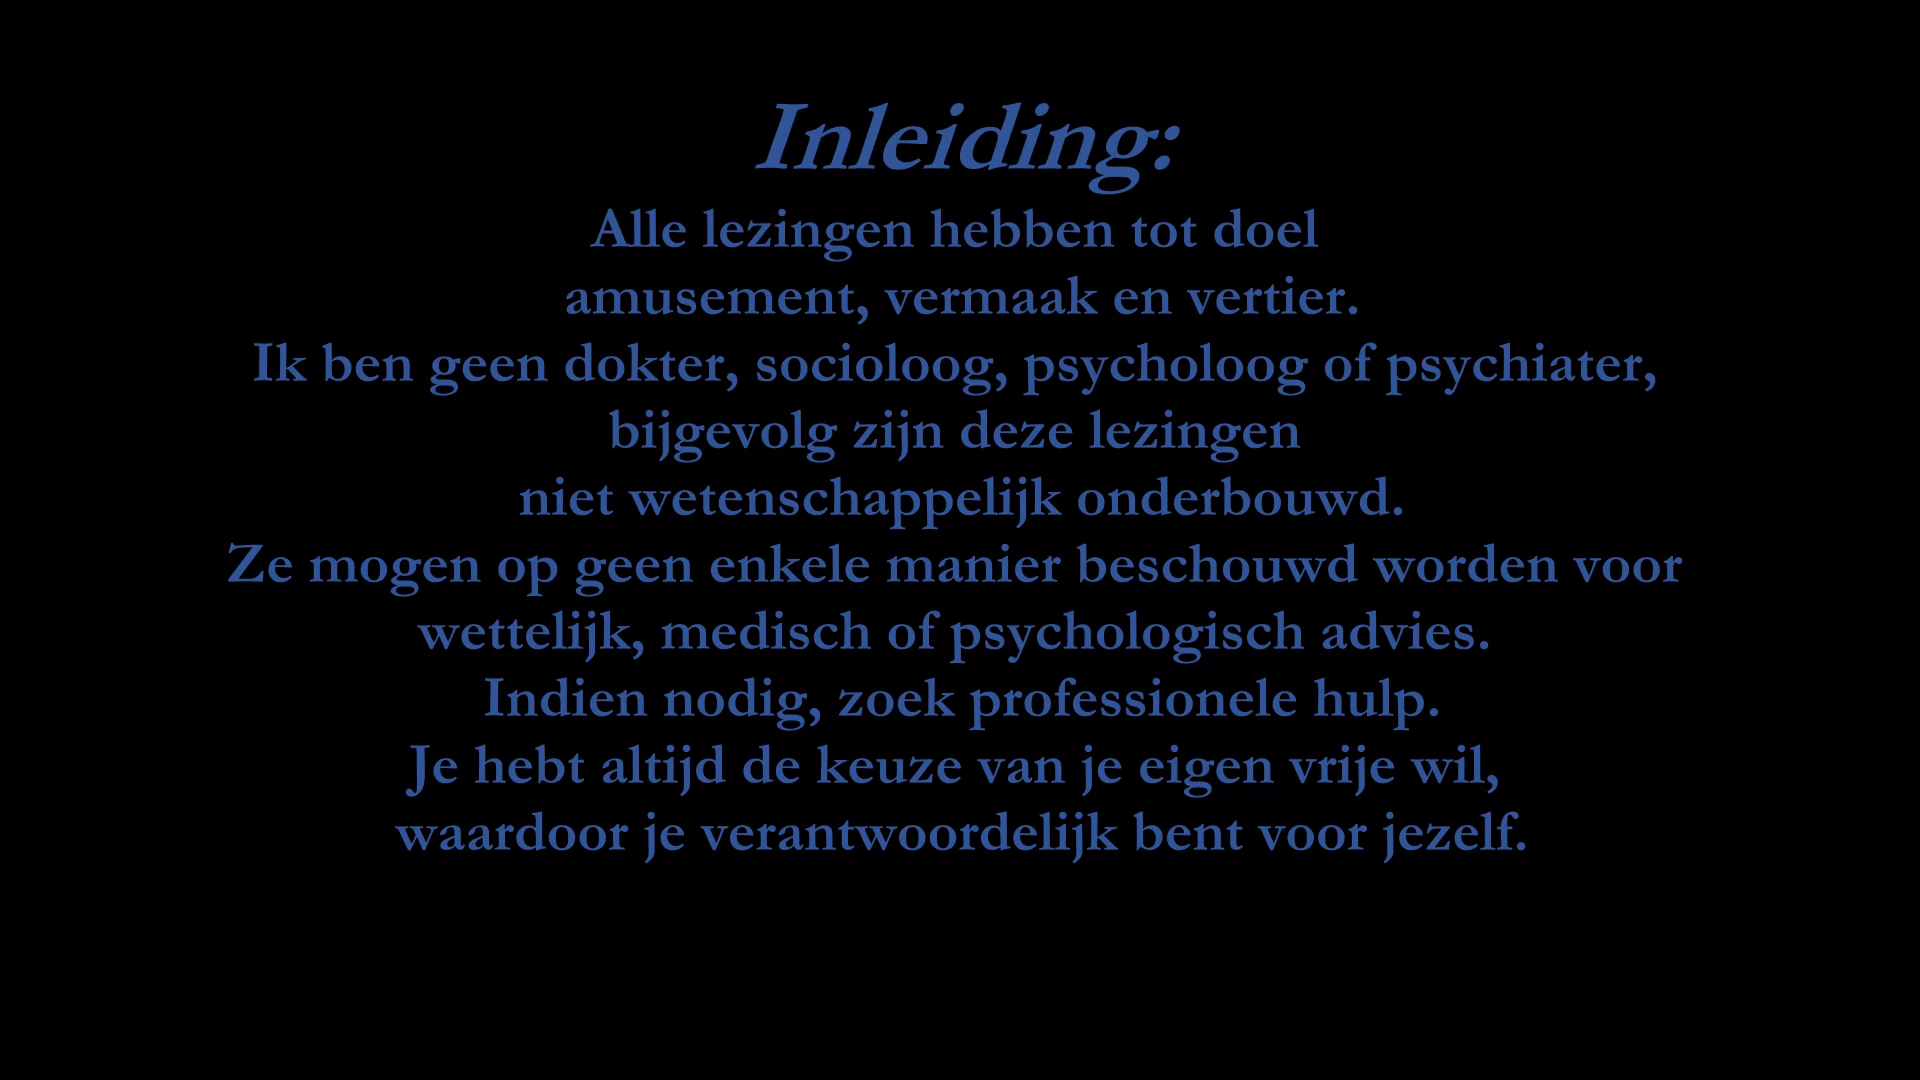 Inleiding:
Alle lezingen hebben tot doel
amusement, vermaak en vertier.
Ik ben geen dokter, socioloog, psycholoog of psychiater,
bijgevolg zijn deze lezingen
niet wetenschappelijk onderbouwd.
Ze mogen op geen enkele manier beschouwd worden voor
wettelijk, medisch of psychologisch advies.
Indien nodig, zoek professionele hulp.
Je hebt altijd de keuze van je eigen vrije wil,
waardoor je verantwoordelijk bent voor jezelf.